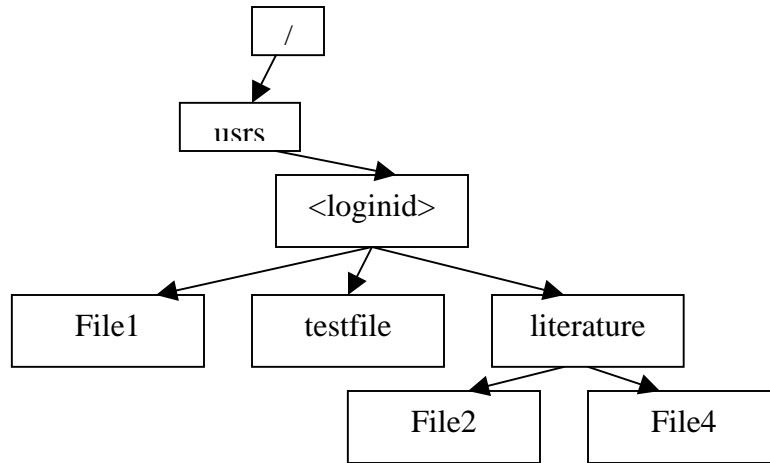 /
usrs
<loginid>
File1
testfile
literature
File2
File4